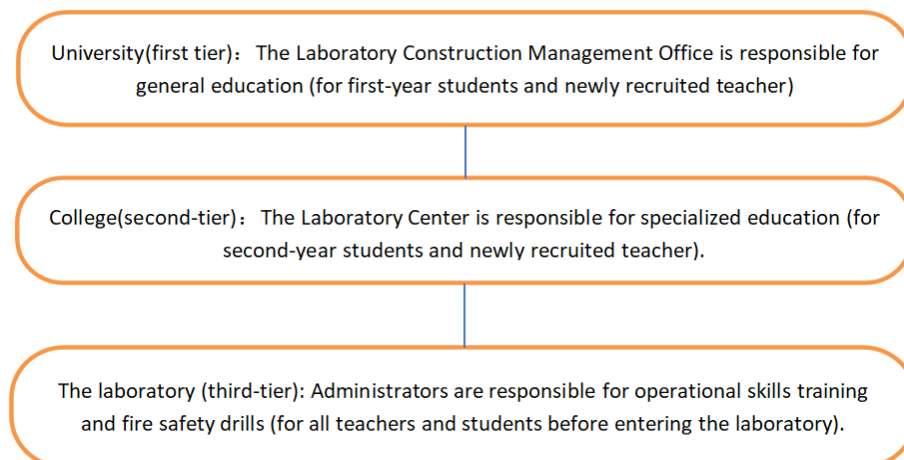 University(first tier)：The Laboratory Construction Management Office is responsible for
general education (for first-year students and newly recruited teacher)
College(second-tier)：The Laboratory Center is responsible for specialized education (for
second-year students and newly recruited teacher).
The laboratory (third-tier): Administrators are responsible for operational skills training
and fire safety drills (for all teachers and students before entering the laboratory).